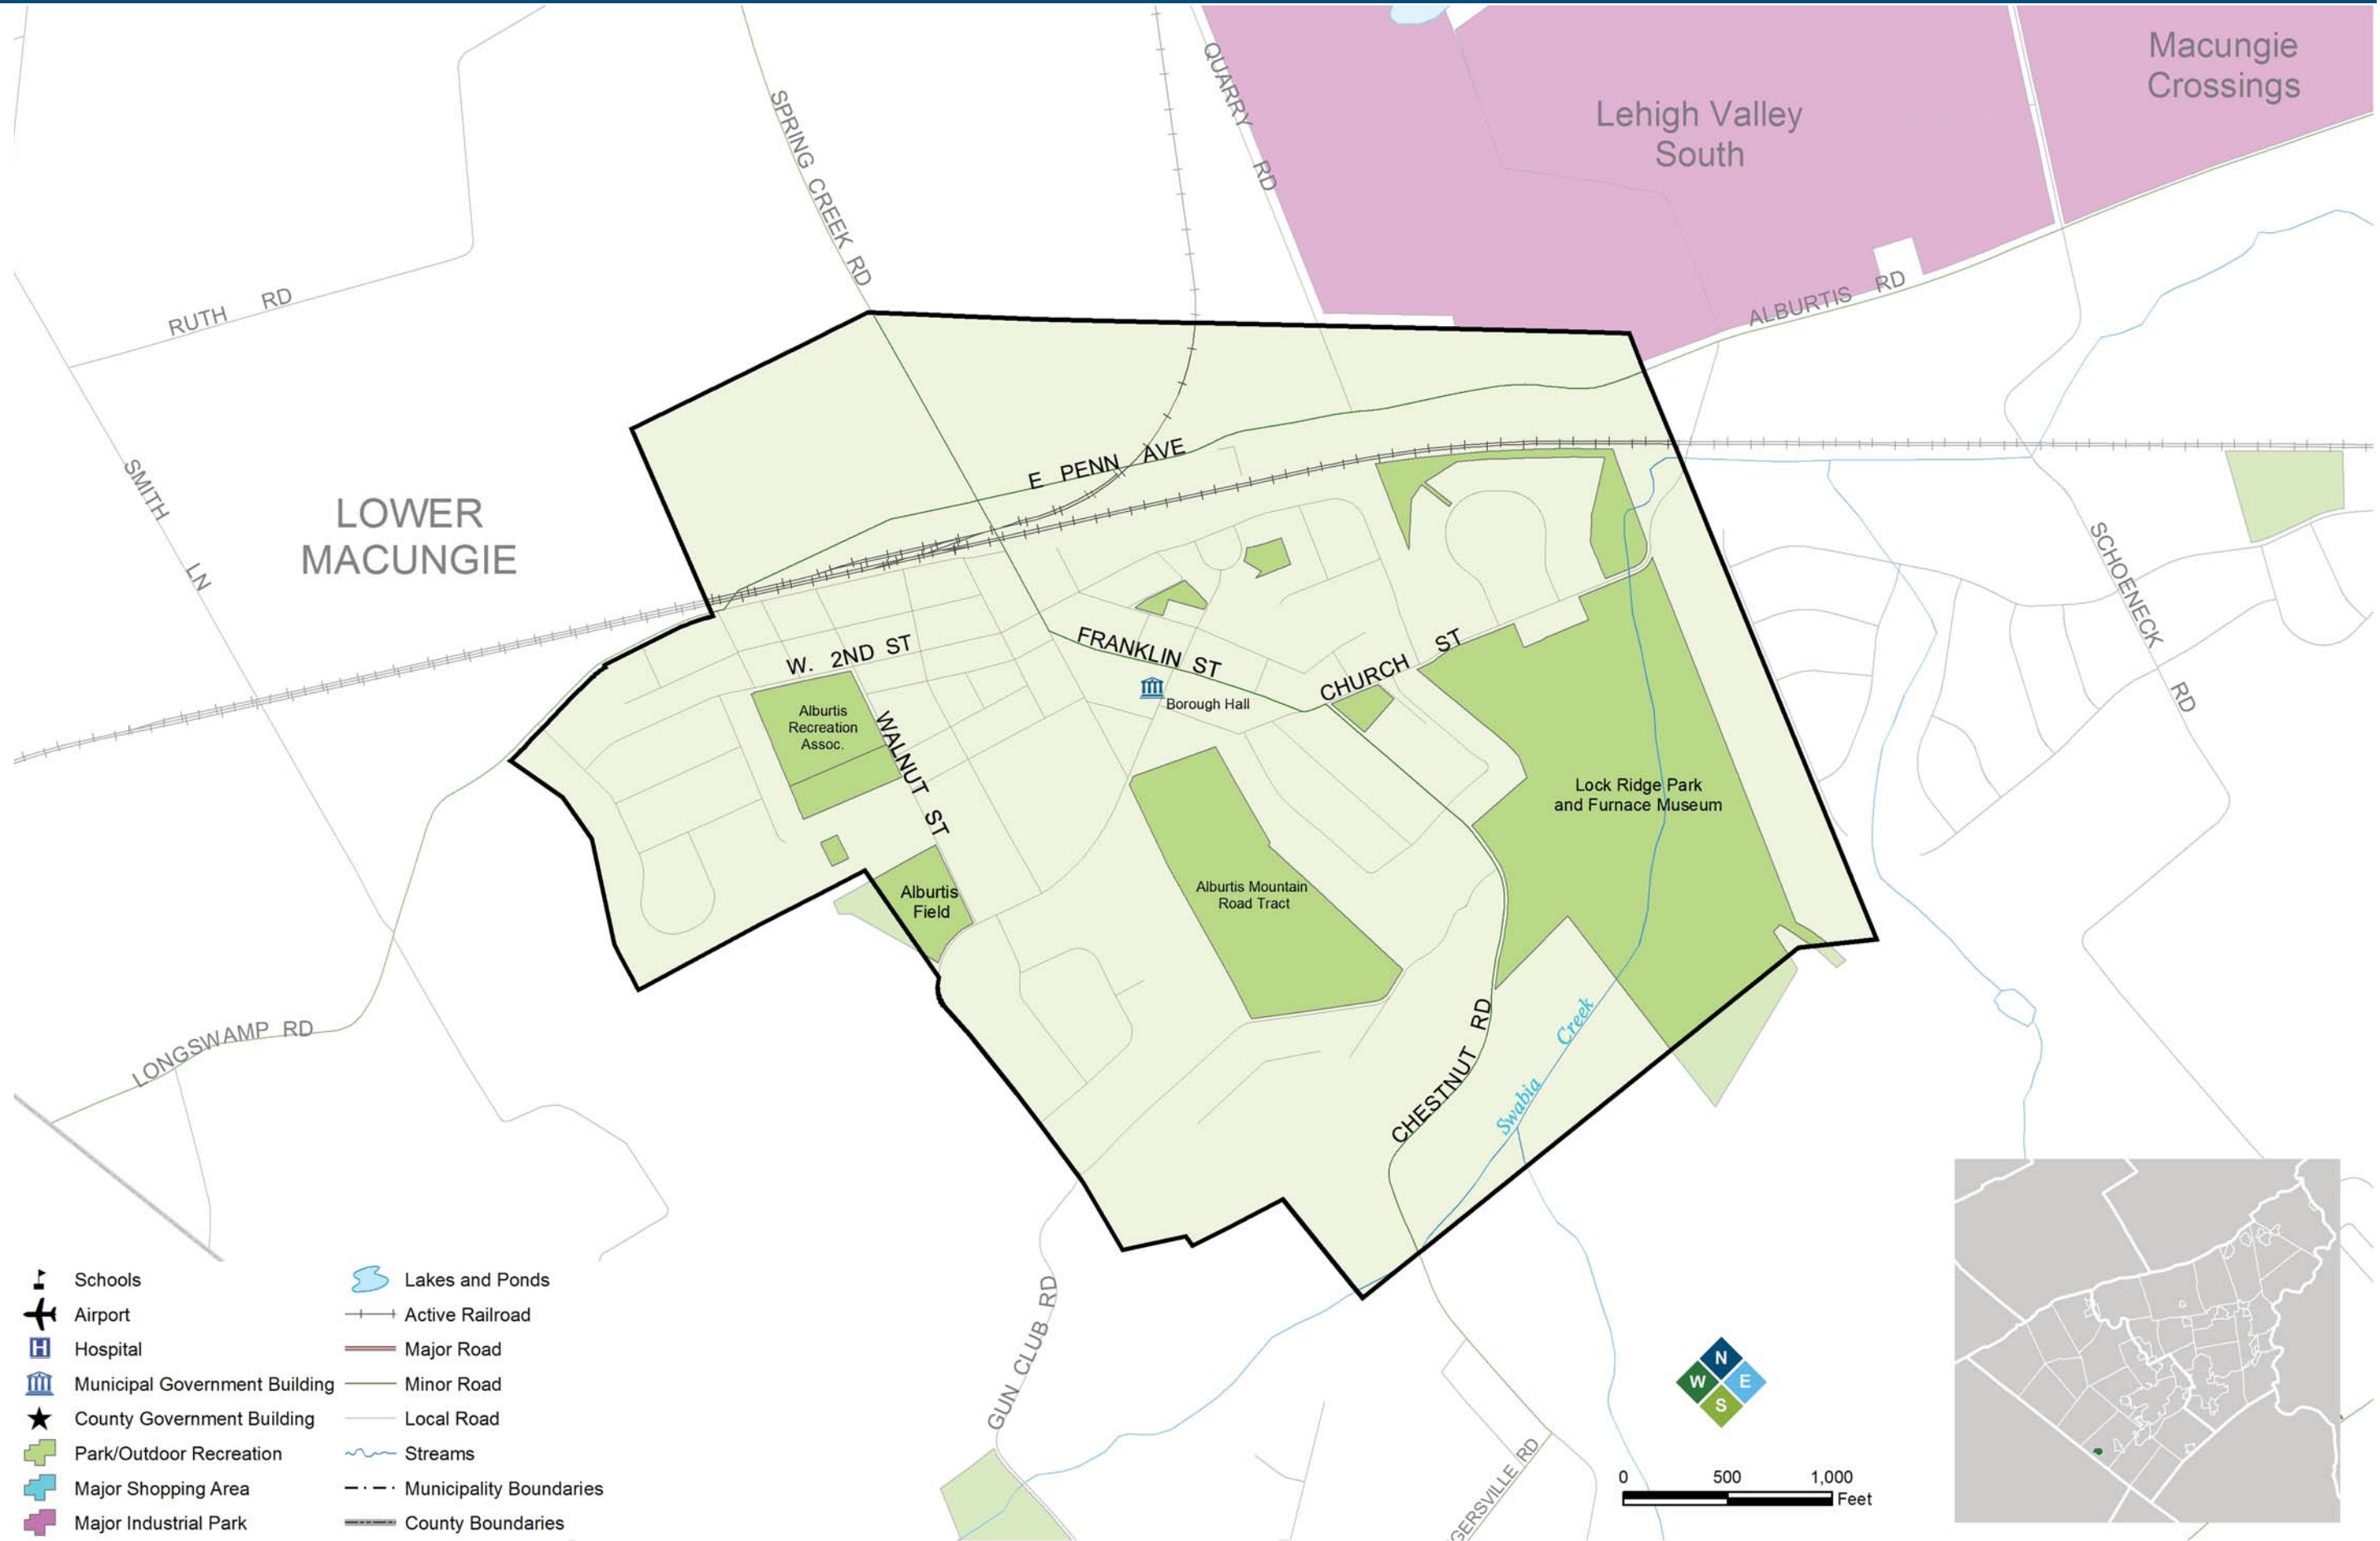 Macungie
Crossings
Lehigh Valley
South
QUARRY RD
SPRING CREEK RD
RUTH RD
ALBURTIS RD
SMITH LN
LOWER
MACUNGIE
E PENN AVE
SCHOENECK RD
W. 2ND ST
FRANKLIN ST
CHURCH ST
Borough Hall
Alburtis
Recreation
Assoc.
WALNUT ST
Lock Ridge Park
and Furnace Museum
Alburtis
Field
Alburtis Mountain
Road Tract
LONGSWAMP RD
CHESTNUT RD
Swabia Creek
GUN CLUB RD
GERSVILLE RD
Schools
Airport
H Hospital
Municipal Government Building
County Government Building
Park/Outdoor Recreation
Major Shopping Area
Major Industrial Park
Lakes and Ponds
Active Railroad
Major Road
Minor Road
Local Road
Streams
Municipality Boundaries
County Boundaries
N
W E
S
0 500 1,000
Feet